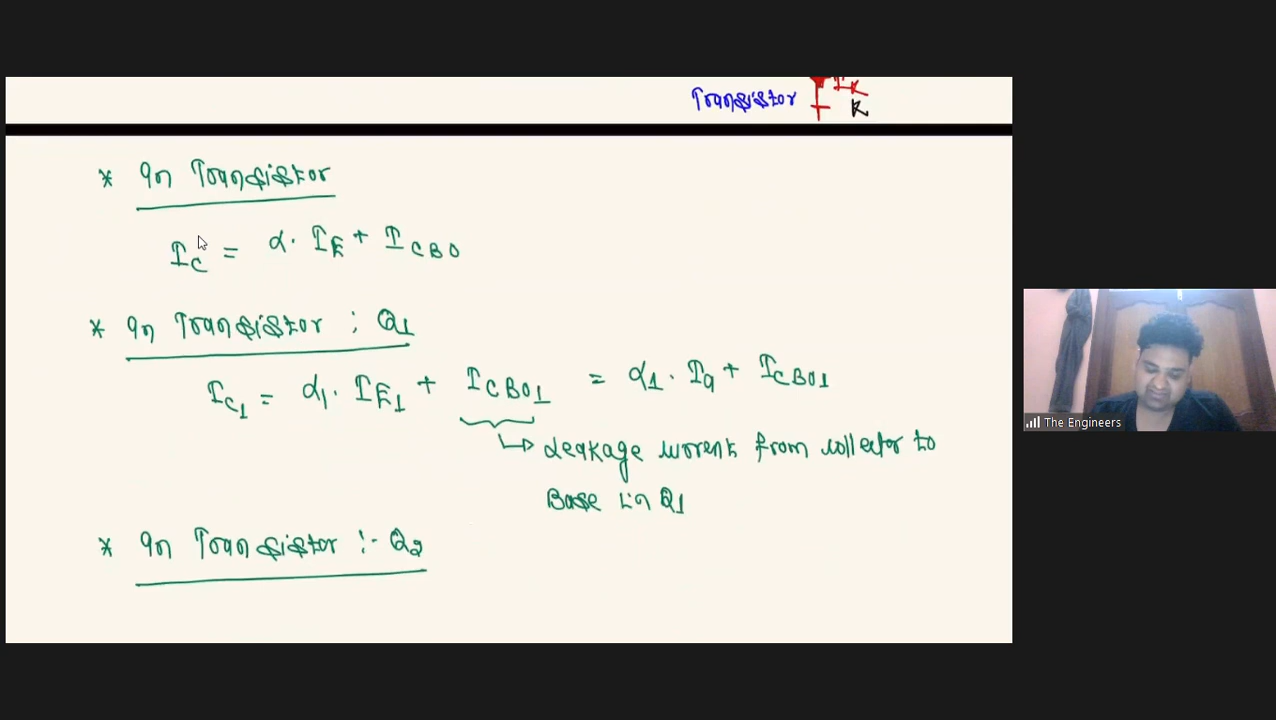 Transistor IK
K
* In Transistor
IC = α. IE + ICBO
* In Transistor : Q1
IC1 = α1. IE1 + ICBO1 = α1. Ia + ICBO1
→ Leakage current from collector to
Base in Q1
* In Transistor :- Q2
The Engineers